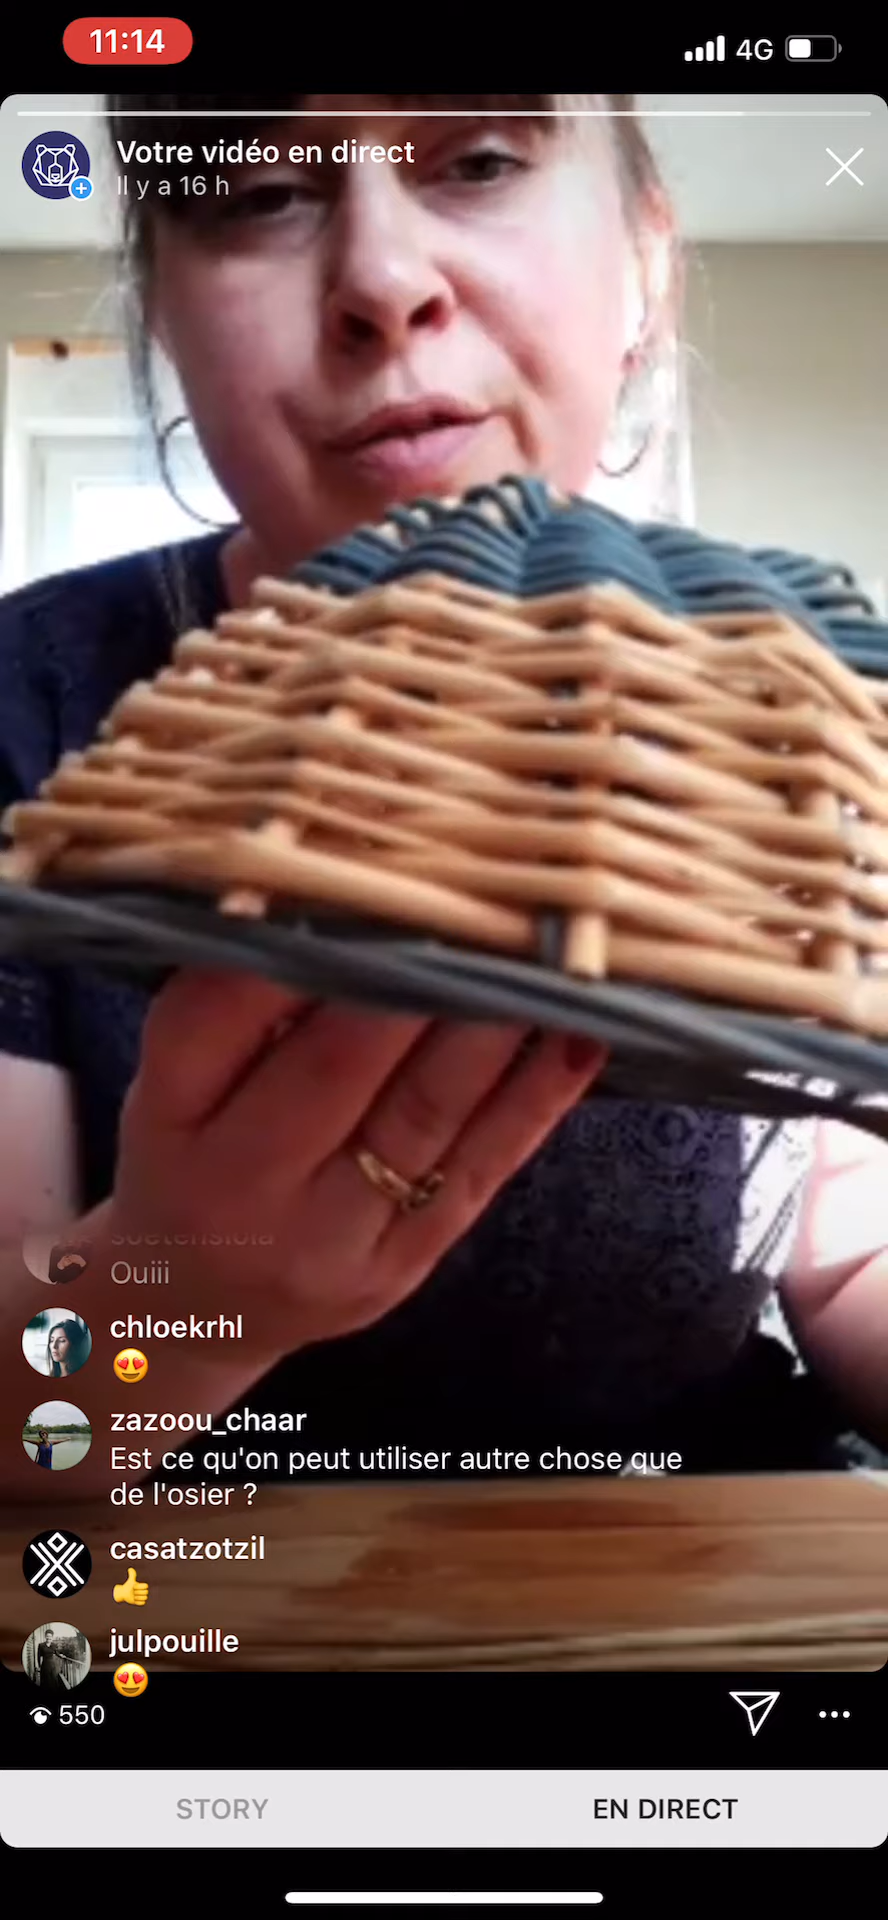 11:14
4G
Votre vidéo en direct
Il y a 16 h
Ouiii
chloekrhl
😍
zazoou_chaar
Est ce qu'on peut utiliser autre chose que
de l'osier ?
casatzotzil
👍
julpouille
😍
550
STORY
EN DIRECT